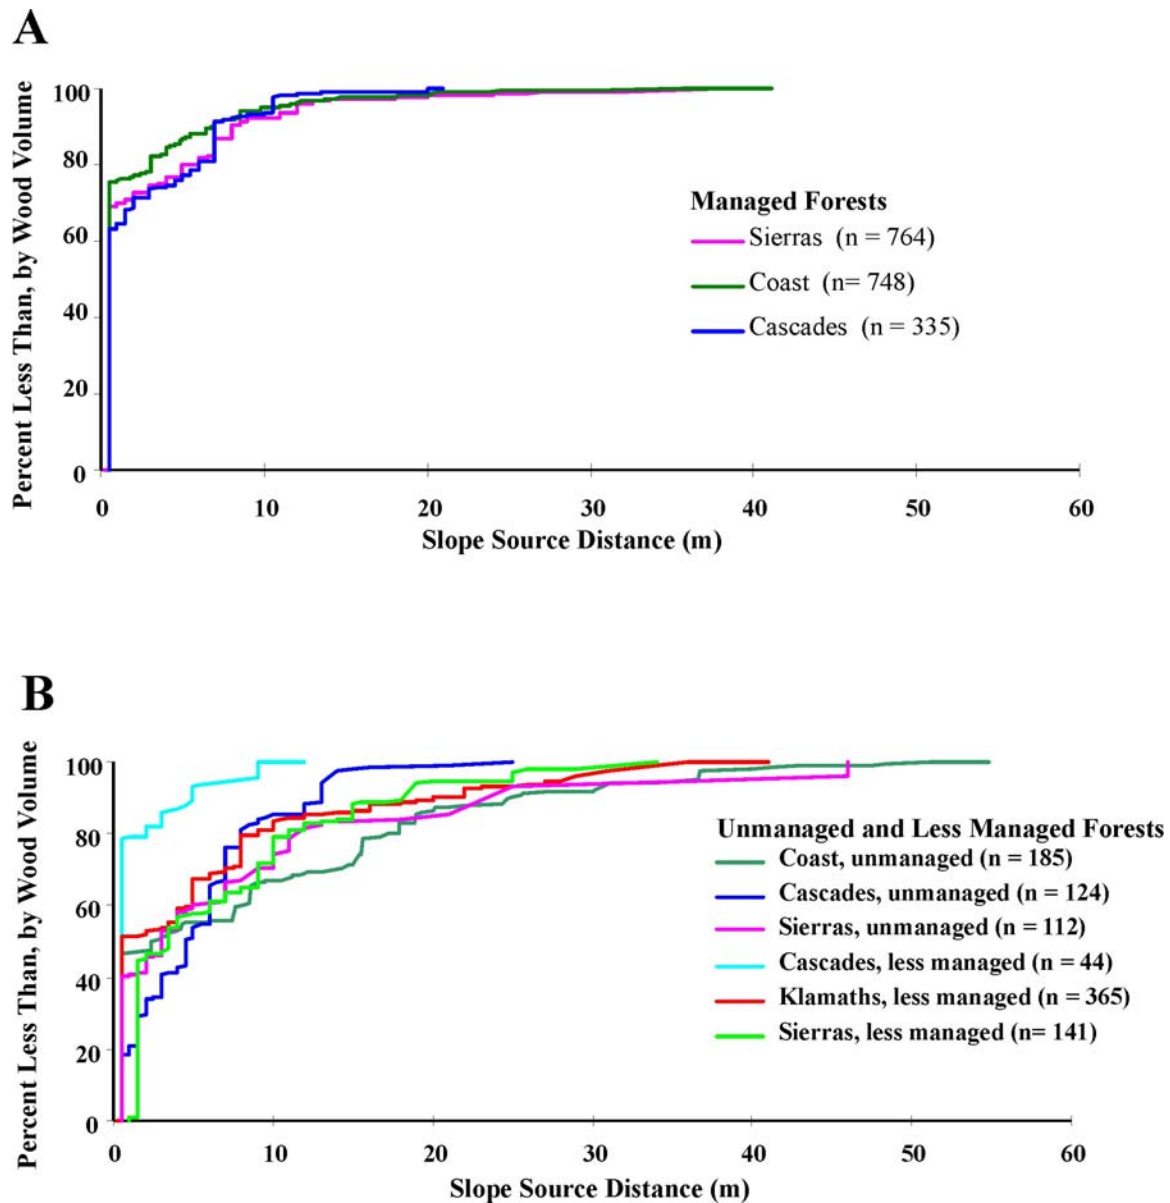 A
Percent Less Than, by Wood Volume
100
80
60
40
20
0
0 10 20 30 40 50 60
Slope Source Distance (m)
Managed Forests
Sierras (n = 764)
Coast (n= 748)
Cascades (n = 335)
B
Percent Less Than, by Wood Volume
100
80
60
40
20
0
0 10 20 30 40 50 60
Slope Source Distance (m)
Unmanaged and Less Managed Forests
Coast, unmanaged (n = 185)
Cascades, unmanaged (n = 124)
Sierras, unmanaged (n = 112)
Cascades, less managed (n = 44)
Klamaths, less managed (n = 365)
Sierras, less managed (n= 141)